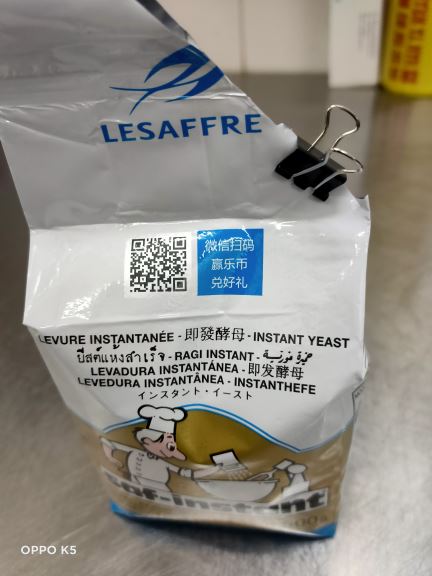 LESAFFRE
微信扫码
赢乐币
兑好礼
LEVURE INSTANTANÉE - 即發酵母 - INSTANT YEAST
ยีสต์แห้งสำเร็จ - RAGI INSTANT - خميرة فورية
LEVADURA INSTANTÁNEA - 即发酵母
LEVEDURA INSTANTÂNEA - INSTANTHEFE
インスタント・イースト
saf-instant
OPPO K5